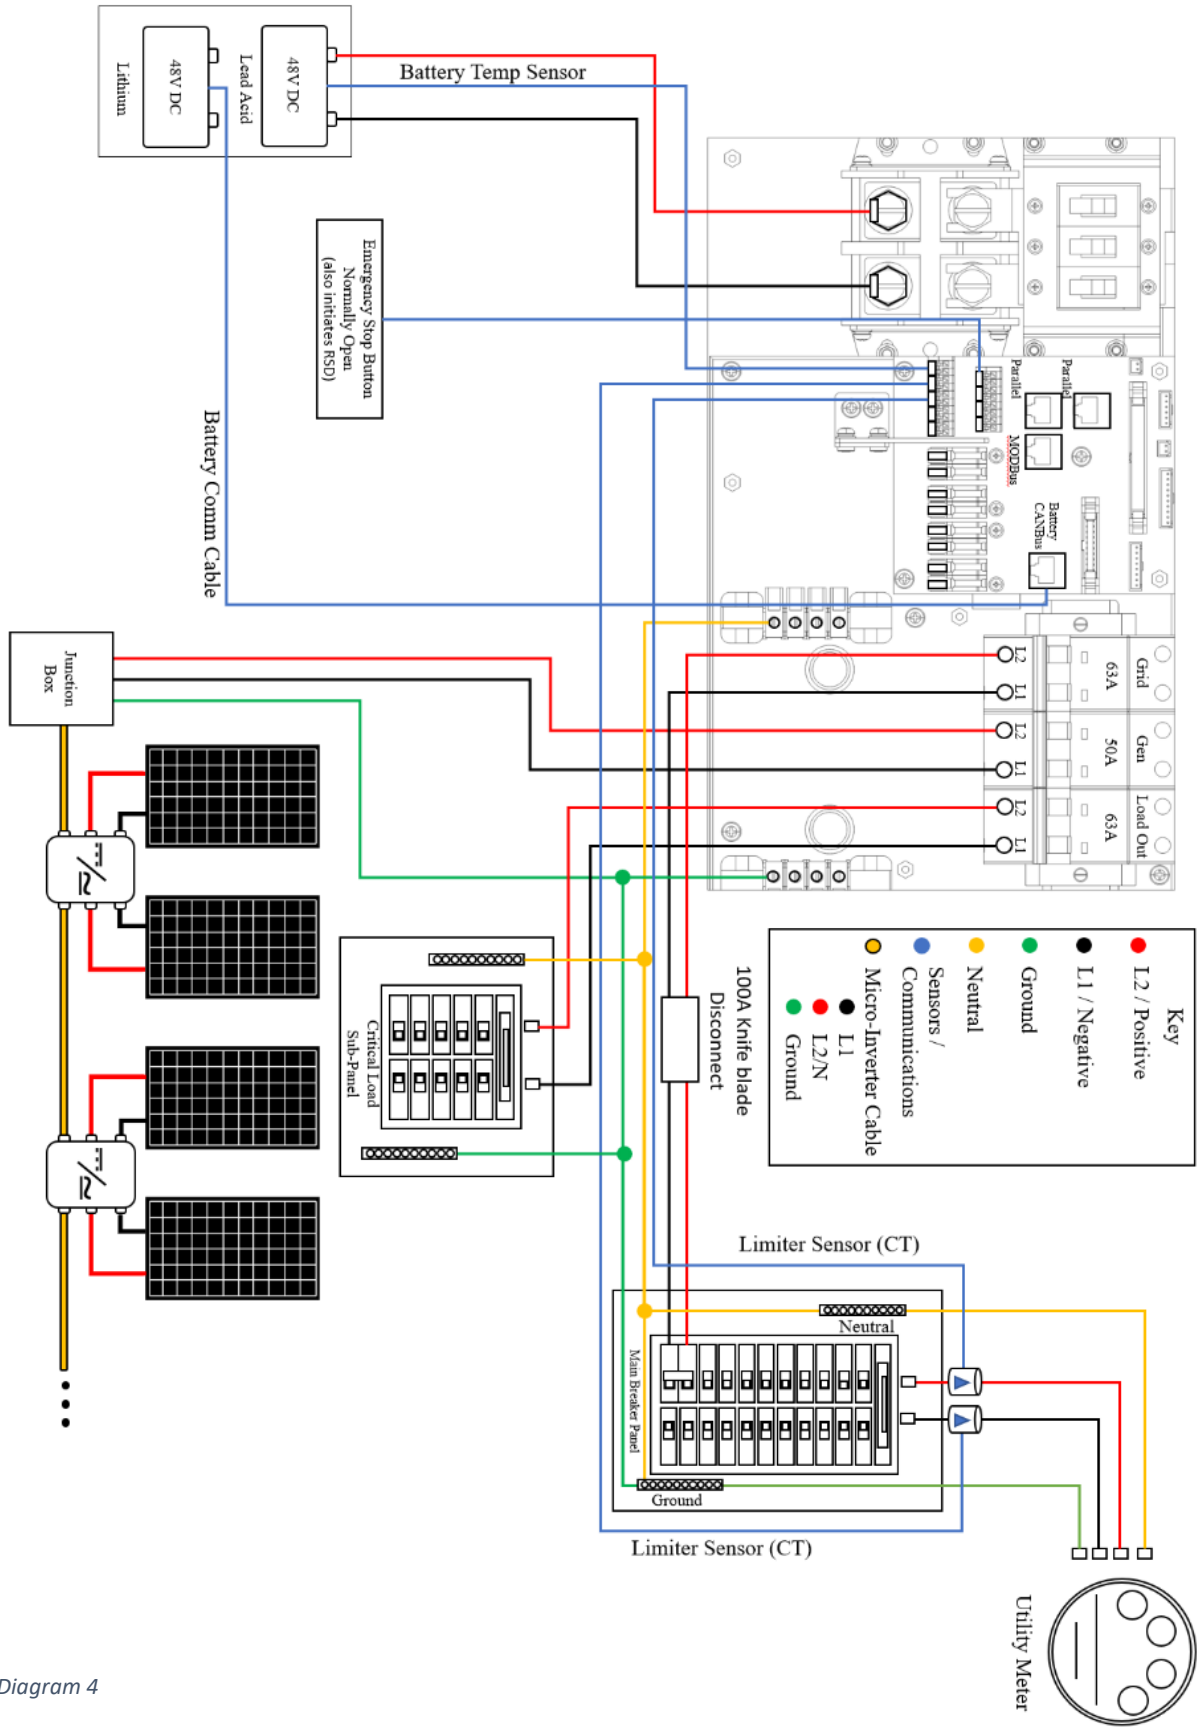 48V DC
Lithium
48V DC
Lead Acid
Battery Temp Sensor
Emergency Stop Button
Normally Open
(also initiates RSD)
Battery Comm Cable
Parallel
Parallel
MODBus
Battery
CANBus
L2
L1
63A
Grid
L2
L1
50A
Gen
L2
L1
63A
Load Out
Junction
Box
Key
L2 / Positive
L1 / Negative
Ground
Neutral
Sensors /
Communications
Micro-Inverter Cable
L1
L2/N
Ground
100A Knife blade
Disconnect
Critical Load
Sub-Panel
Limiter Sensor (CT)
Neutral
Main Breaker Panel
Ground
Limiter Sensor (CT)
Utility Meter
Diagram 4